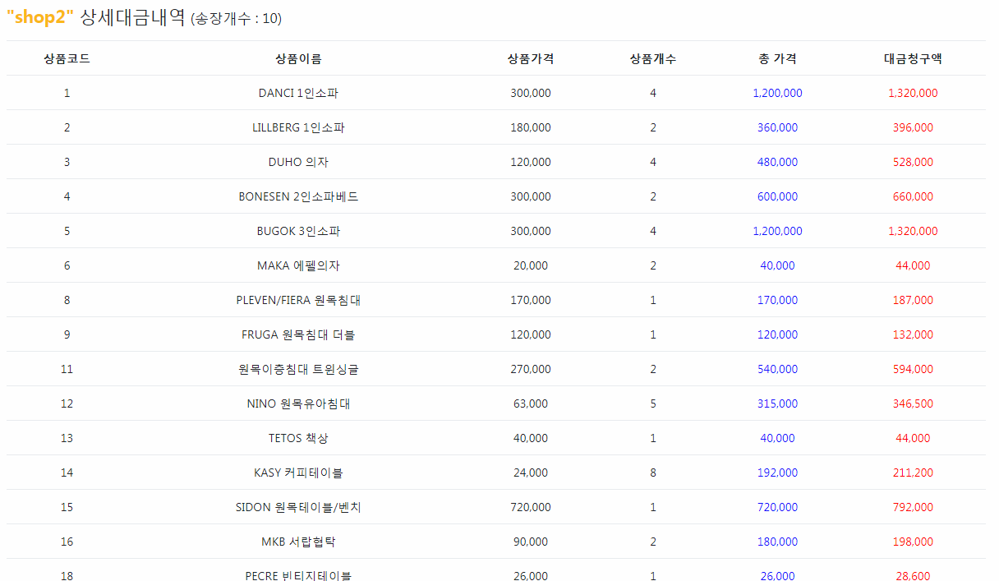 "shop2" 상세대금내역 (송장개수 : 10)
상품코드 상품이름 상품가격 상품개수 총 가격 대금청구액
1 DANCI 1인소파 300,000 4 1,200,000 1,320,000
2 LILLBERG 1인소파 180,000 2 360,000 396,000
3 DUHO 의자 120,000 4 480,000 528,000
4 BONESEN 2인소파베드 300,000 2 600,000 660,000
5 BUGOK 3인소파 300,000 4 1,200,000 1,320,000
6 MAKA 에펠의자 20,000 2 40,000 44,000
8 PLEVEN/FIERA 원목침대 170,000 1 170,000 187,000
9 FRUGA 원목침대 더블 120,000 1 120,000 132,000
11 원목이층침대 트윈싱글 270,000 2 540,000 594,000
12 NINO 원목유아침대 63,000 5 315,000 346,500
13 TETOS 책상 40,000 1 40,000 44,000
14 KASY 커피테이블 24,000 8 192,000 211,200
15 SIDON 원목테이블/벤치 720,000 1 720,000 792,000
16 MKB 서랍협탁 90,000 2 180,000 198,000
18 PECRE 빈티지테이블 26,000 1 26,000 28,600